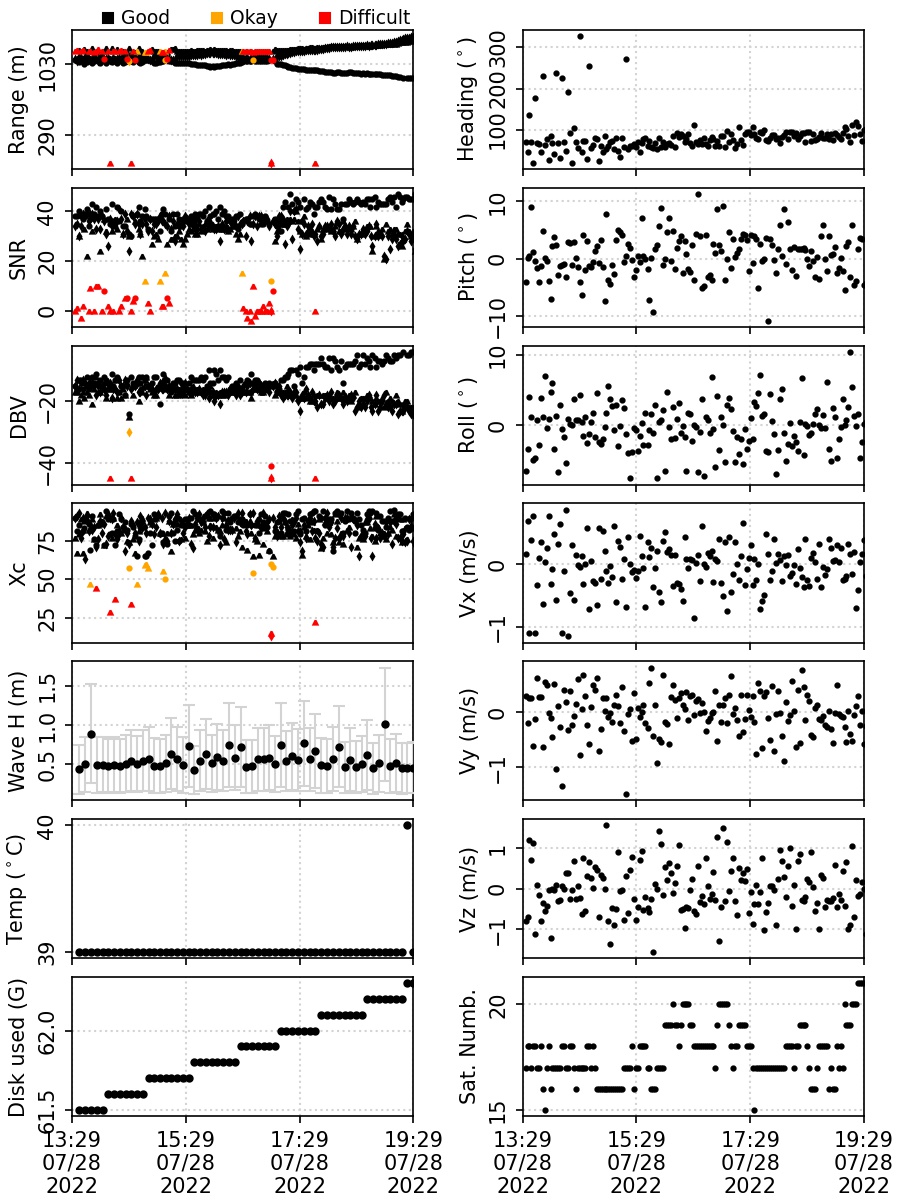 Good Okay Difficult
Range (m)
1030
290
Heading (°)
300
200
100
SNR
40
20
0
Pitch (°)
10
0
−10
DBV
−20
−40
Roll (°)
10
0
Xc
75
50
25
Vx (m/s)
0
−1
Wave H (m)
1.5
1.0
0.5
Vy (m/s)
0
−1
Temp (°C)
40
39
Vz (m/s)
1
0
−1
Disk used (G)
62.0
61.5
Sat. Numb.
20
15
13:29 15:29 17:29 19:29
07/28 07/28 07/28 07/28
2022 2022 2022 2022
13:29 15:29 17:29 19:29
07/28 07/28 07/28 07/28
2022 2022 2022 2022